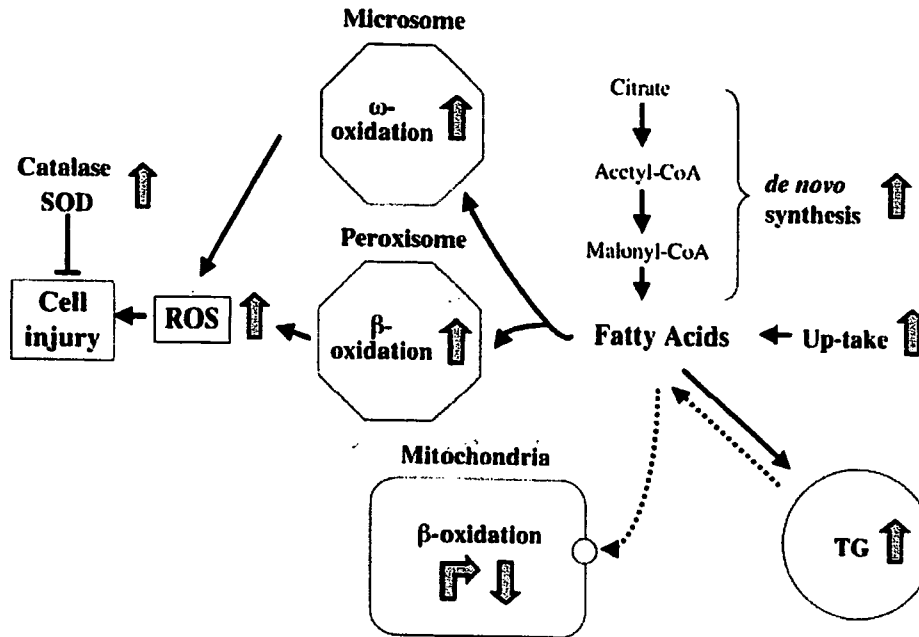 Microsome
ω-
oxidation
Catalase
SOD
Citrate
Acetyl-CoA
Malonyl-CoA
de novo
synthesis
Peroxisome
β-
oxidation
Cell
injury
ROS
Fatty Acids
Up-take
Mitochondria
β-oxidation
TG